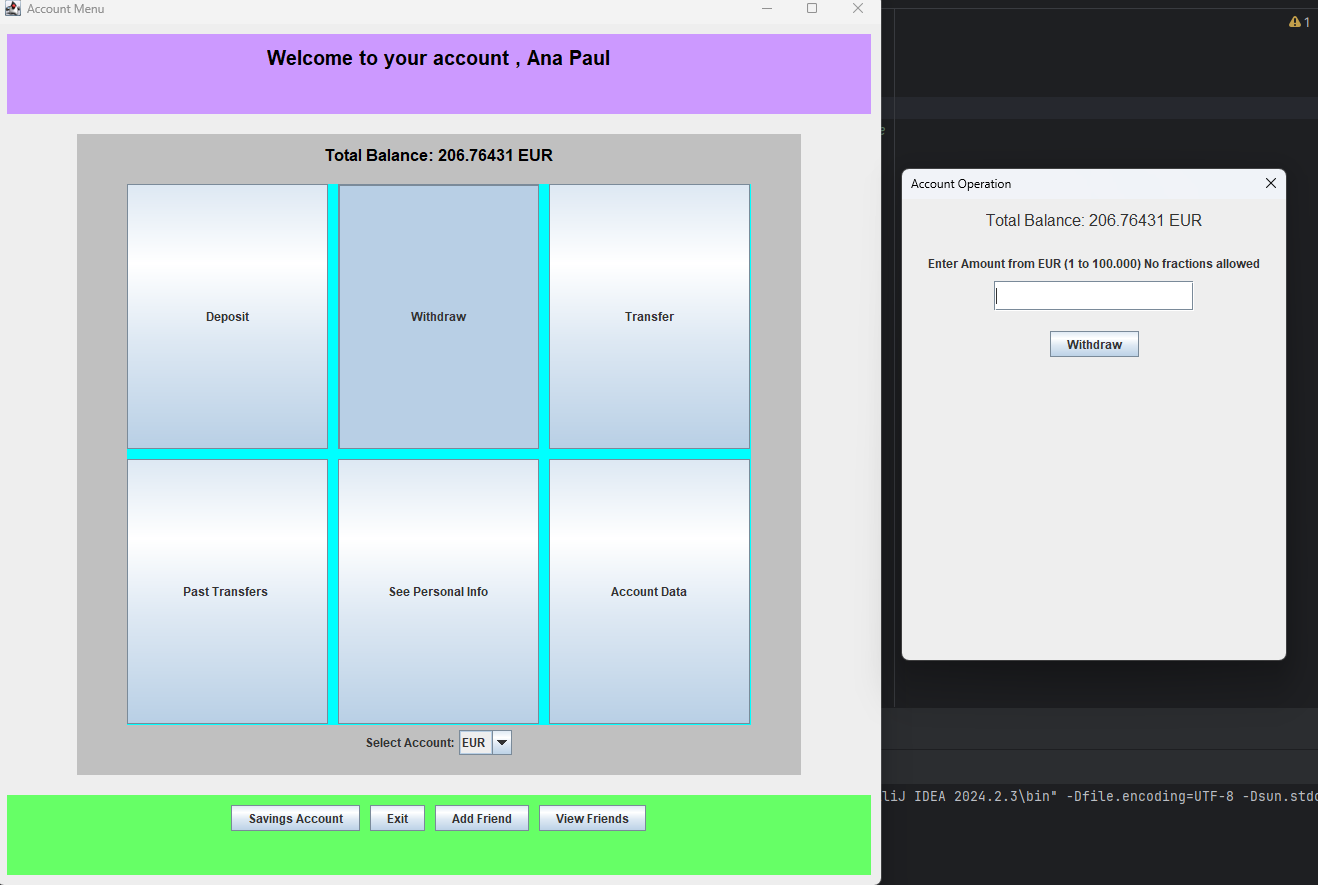 Account Menu
Welcome to your account , Ana Paul
Total Balance: 206.76431 EUR
Deposit
Withdraw
Transfer
Past Transfers
See Personal Info
Account Data
Select Account: EUR
Savings Account
Exit
Add Friend
View Friends
1
e
Account Operation
Total Balance: 206.76431 EUR
Enter Amount from EUR (1 to 100.000) No fractions allowed
Withdraw
liJ IDEA 2024.2.3\bin" -Dfile.encoding=UTF-8 -Dsun.stdo